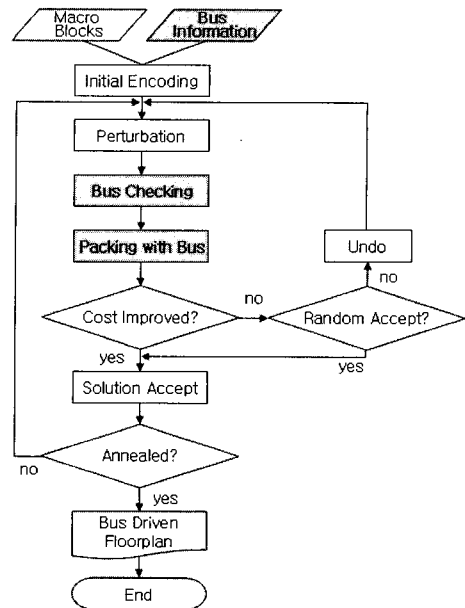 Macro
Blocks
Bus
Information
Initial Encoding
Perturbation
Bus Checking
Packing with Bus
Undo
no
no
Cost Improved?
Random Accept?
yes
yes
Solution Accept
Annealed?
no
yes
Bus Driven
Floorplan
End